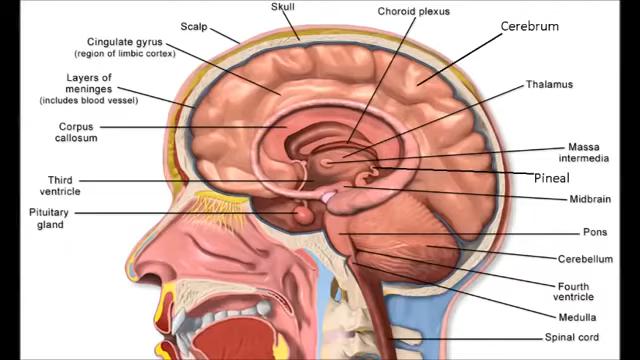 Skull
Choroid plexus
Scalp
Cerebrum
Cingulate gyrus
(region of limbic cortex)
Layers of
meninges
(includes blood vessel)
Thalamus
Corpus
callosum
Massa
intermedia
Third
ventricle
Pineal
Midbrain
Pituitary
gland
Pons
Cerebellum
Fourth
ventricle
Medulla
Spinal cord